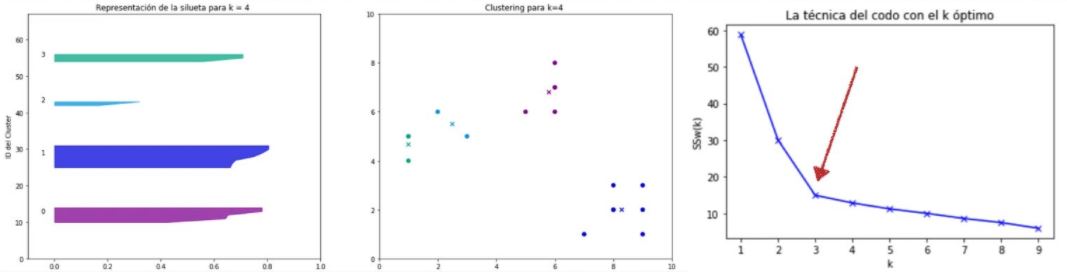 Representación de la silueta para k = 4
ID del Cluster
60
50
40
30
20
10
0
3
2
1
0
0.0 0.2 0.4 0.6 0.8 1.0
Clustering para k=4
10
8
6
4
2
0
0 2 4 6 8 10
La técnica del codo con el k óptimo
SSw(k)
60
50
40
30
20
10
1 2 3 4 5 6 7 8 9
k